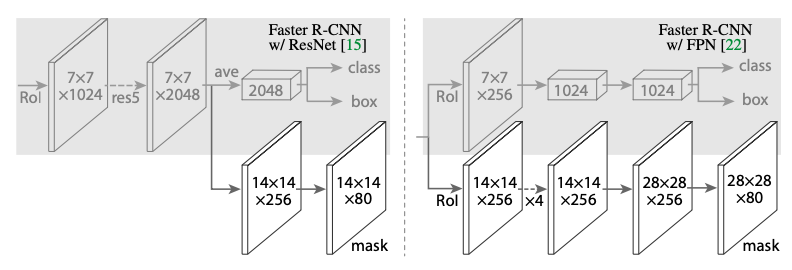 Faster R-CNN
w/ ResNet [15]
RoI
7×7
×1024
res5
7×7
×2048
ave
2048
class
box
14×14
×256
14×14
×80
mask
Faster R-CNN
w/ FPN [22]
RoI
7×7
×256
1024
1024
class
box
RoI
14×14
×256
×4
14×14
×256
28×28
×256
28×28
×80
mask